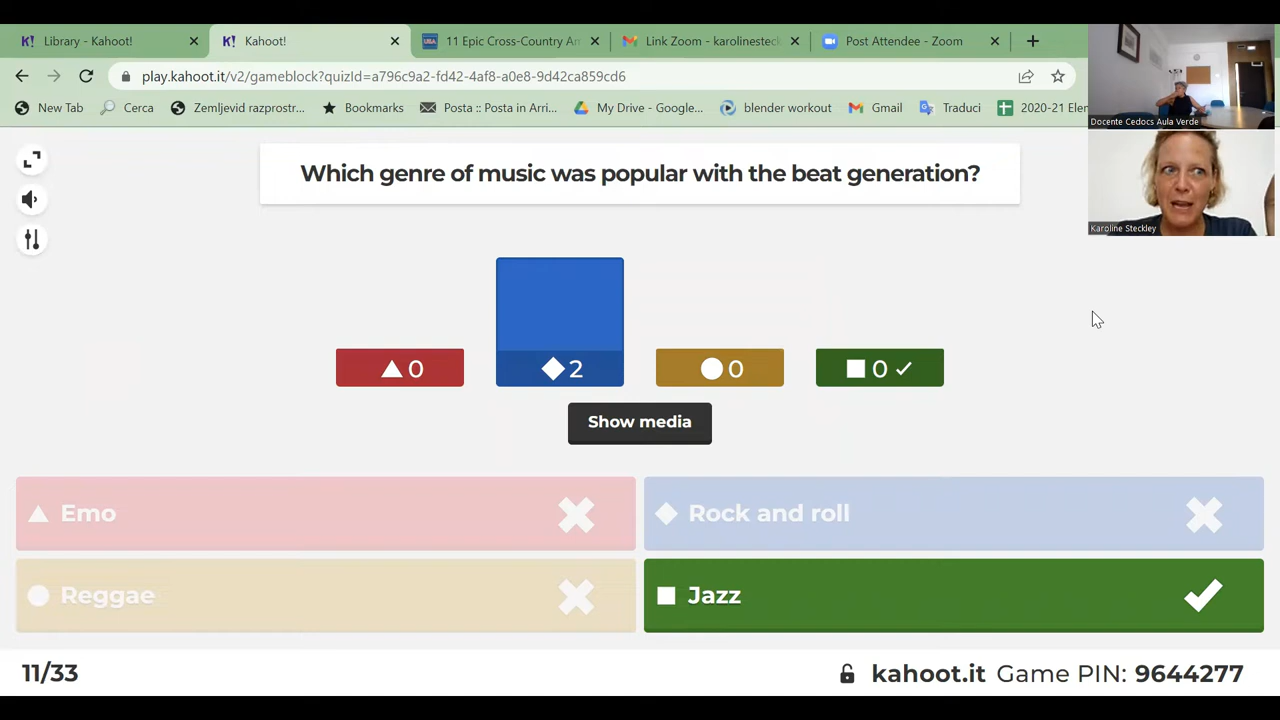 Library - Kahoot!
Kahoot!
11 Epic Cross-Country Am
Link Zoom - karolinesteck
Post Attendee - Zoom
play.kahoot.it/v2/gameblock?quizId=a796c9a2-fd42-4af8-a0e8-9d42ca859cd6
New Tab
Cerca
Zemljevid razprostr...
Bookmarks
Posta :: Posta in Arri...
My Drive - Google...
blender workout
Gmail
Traduci
2020-21 Elen
Docente Cedocs Aula Verde
Karoline Steckley
Which genre of music was popular with the beat generation?
0
2
0
0
Show media
Emo
Rock and roll
Reggae
Jazz
11/33
kahoot.it Game PIN: 9644277